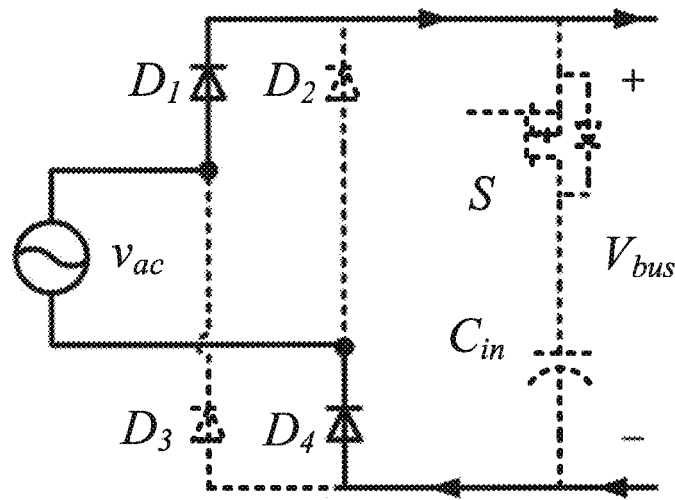 D1 D2
+
S
vac
Vbus
Cin
D3 D4
−